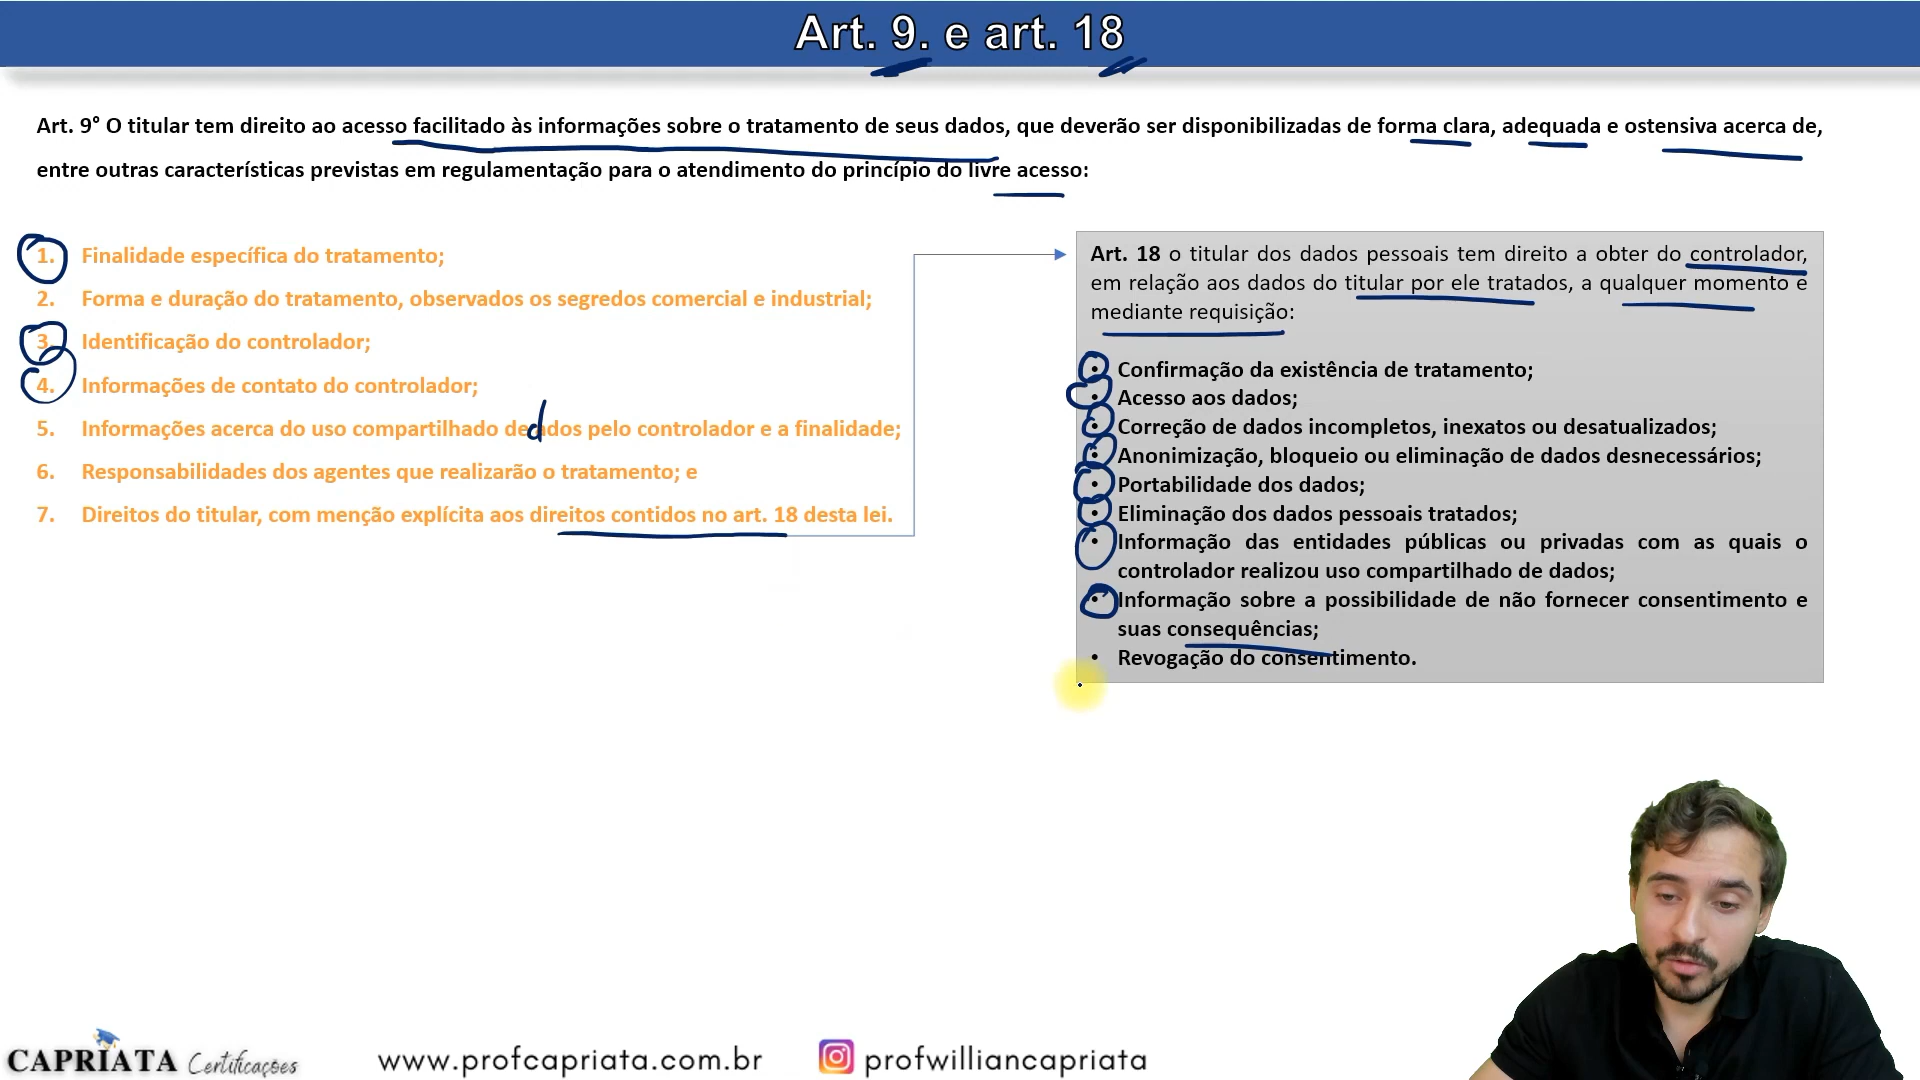 Art. 9. e art. 18
Art. 9° O titular tem direito ao acesso facilitado às informações sobre o tratamento de seus dados, que deverão ser disponibilizadas de forma clara, adequada e ostensiva acerca de,
entre outras características previstas em regulamentação para o atendimento do princípio do livre acesso:
1. Finalidade específica do tratamento;
2. Forma e duração do tratamento, observados os segredos comercial e industrial;
3. Identificação do controlador;
4. Informações de contato do controlador;
5. Informações acerca do uso compartilhado de dados pelo controlador e a finalidade;
6. Responsabilidades dos agentes que realizarão o tratamento; e
7. Direitos do titular, com menção explícita aos direitos contidos no art. 18 desta lei.
Art. 18 o titular dos dados pessoais tem direito a obter do controlador,
em relação aos dados do titular por ele tratados, a qualquer momento e
mediante requisição:
• Confirmação da existência de tratamento;
• Acesso aos dados;
• Correção de dados incompletos, inexatos ou desatualizados;
• Anonimização, bloqueio ou eliminação de dados desnecessários;
• Portabilidade dos dados;
• Eliminação dos dados pessoais tratados;
• Informação das entidades públicas ou privadas com as quais o
controlador realizou uso compartilhado de dados;
• Informação sobre a possibilidade de não fornecer consentimento e
suas consequências;
• Revogação do consentimento.
CAPRIATA Certificações
www.profcapriata.com.br
profwilliancapriata